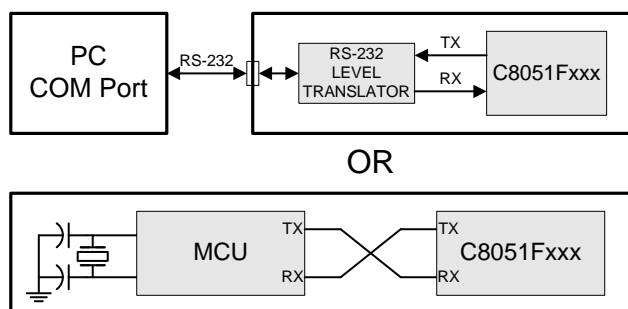 PC
COM Port
RS-232
RS-232
LEVEL
TRANSLATOR
TX
RX
C8051Fxxx
OR
MCU
TX
RX
TX
RX
C8051Fxxx